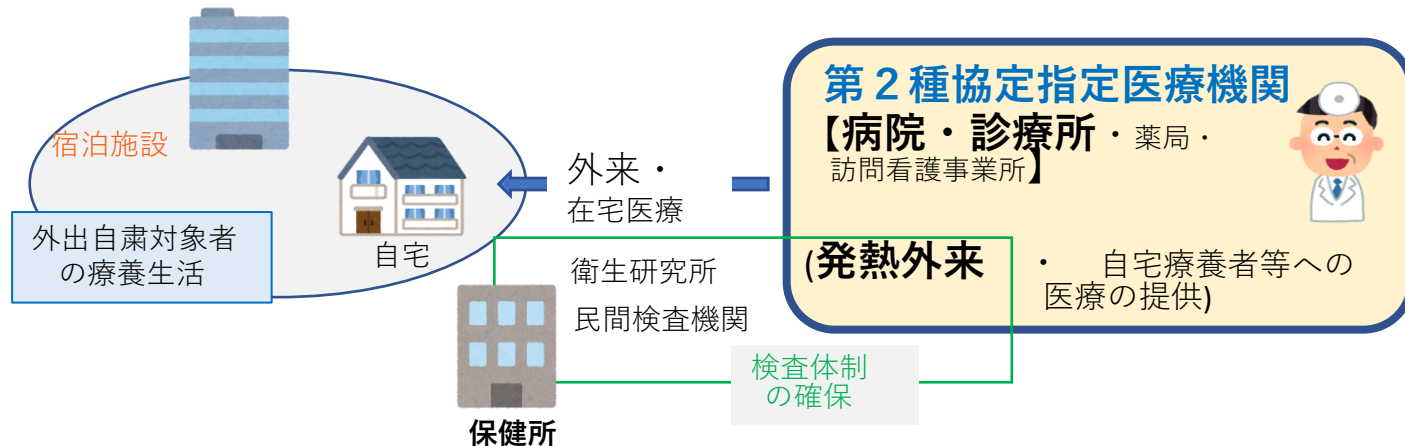 宿泊施設
外出自粛対象者
の療養生活
自宅
外来・
在宅医療
衛生研究所
民間検査機関
保健所
検査体制
の確保
第２種協定指定医療機関
【病院・診療所・薬局・
訪問看護事業所】
(発熱外来 ・ 自宅療養者等への
医療の提供)